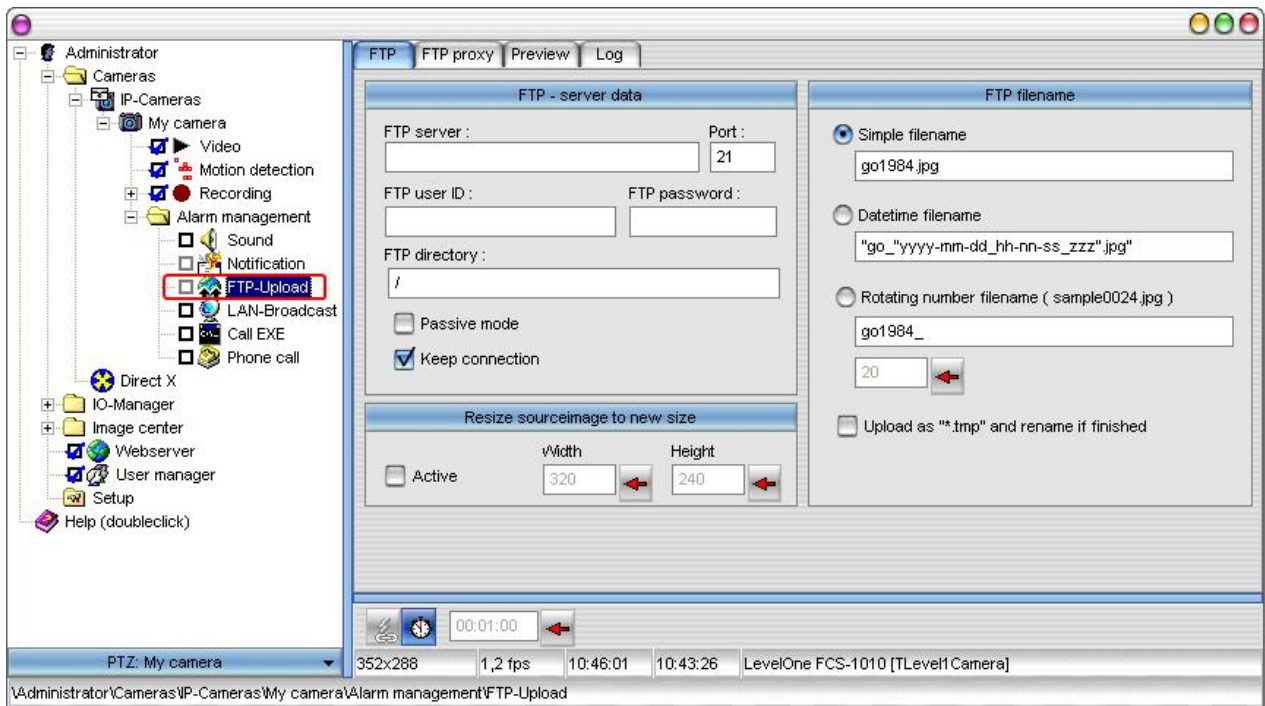 Administrator
Cameras
IP-Cameras
My camera
Video
Motion detection
Recording
Alarm management
Sound
Notification
FTP-Upload
LAN-Broadcast
Call EXE
Phone call
Direct X
IO-Manager
Image center
Webserver
User manager
Setup
Help (doubleclick)
PTZ: My camera
FTP
FTP proxy
Preview
Log
FTP - server data
FTP server :
Port :
21
FTP user ID :
FTP password :
FTP directory :
/
Passive mode
Keep connection
Resize sourceimage to new size
Active
Width
320
Height
240
FTP filename
Simple filename
go1984.jpg
Datetime filename
"go_"yyyy-mm-dd_hh-nn-ss_zzz".jpg"
Rotating number filename ( sample0024.jpg )
go1984_
20
Upload as "*.tmp" and rename if finished
00:01:00
352x288
1,2 fps
10:46:01
10:43:26
LevelOne FCS-1010 [TLevel1Camera]
\Administrator\Cameras\IP-Cameras\My camera\Alarm management\FTP-Upload